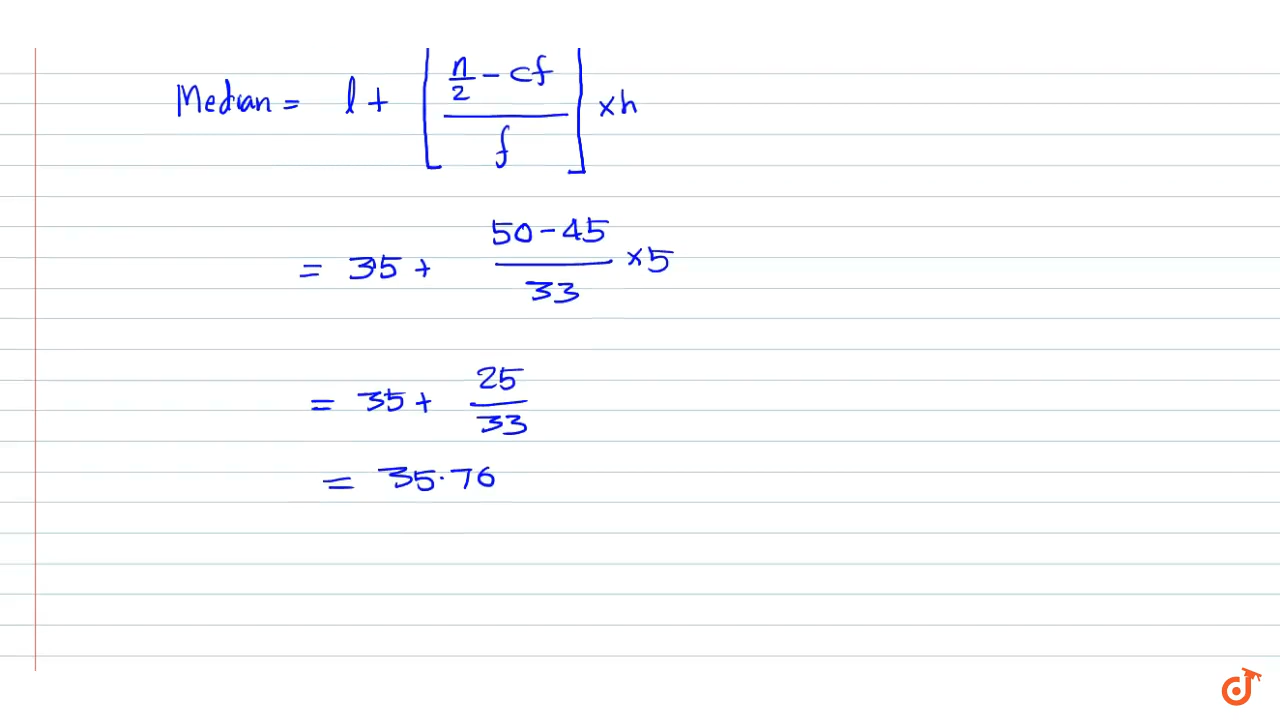 Median = l + [ (n/2 - cf) / f ] × h
= 35 + (50 - 45) / 33 × 5
= 35 + 25/33
= 35.76